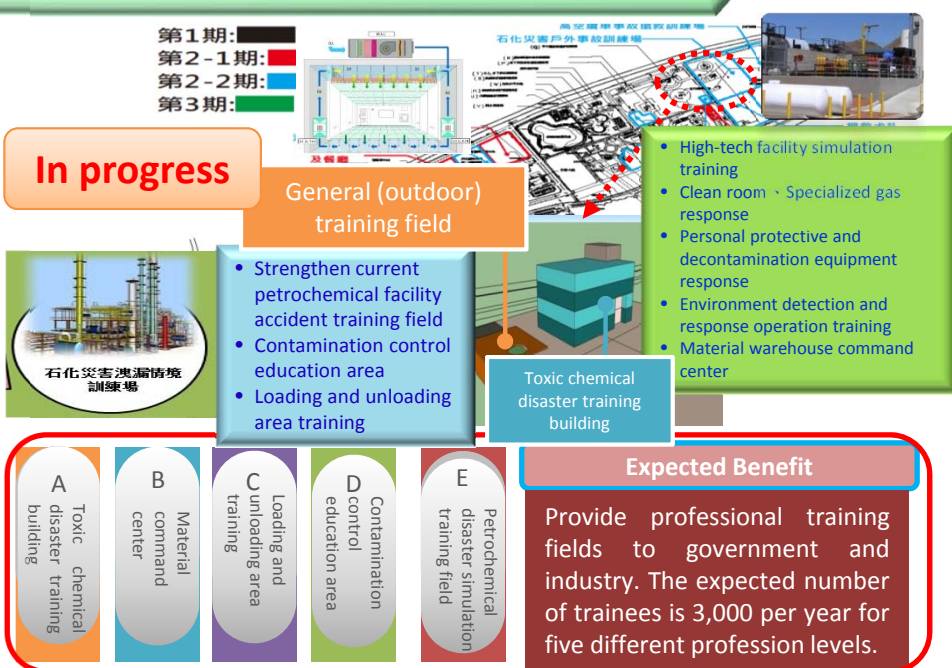 第1期:
第2-1期:
第2-2期:
第3期:
石化災害戶外事故訓練場
及餐廳
In progress
General (outdoor)
training field
• Strengthen current
petrochemical facility
accident training field
• Contamination control
education area
• Loading and unloading
area training
• High-tech facility simulation
training
• Clean room、Specialized gas
response
• Personal protective and
decontamination equipment
response
• Environment detection and
response operation training
• Material warehouse command
center
石化災害洩漏情境
訓練場
Toxic chemical
disaster training
building
A
Toxic chemical
disaster training
building
B
Material
command
center
C
Loading and
unloading area
training
D
Contamination
control
education area
E
Petrochemical
disaster simulation
training field
Expected Benefit
Provide professional training
fields to government and
industry. The expected number
of trainees is 3,000 per year for
five different profession levels.